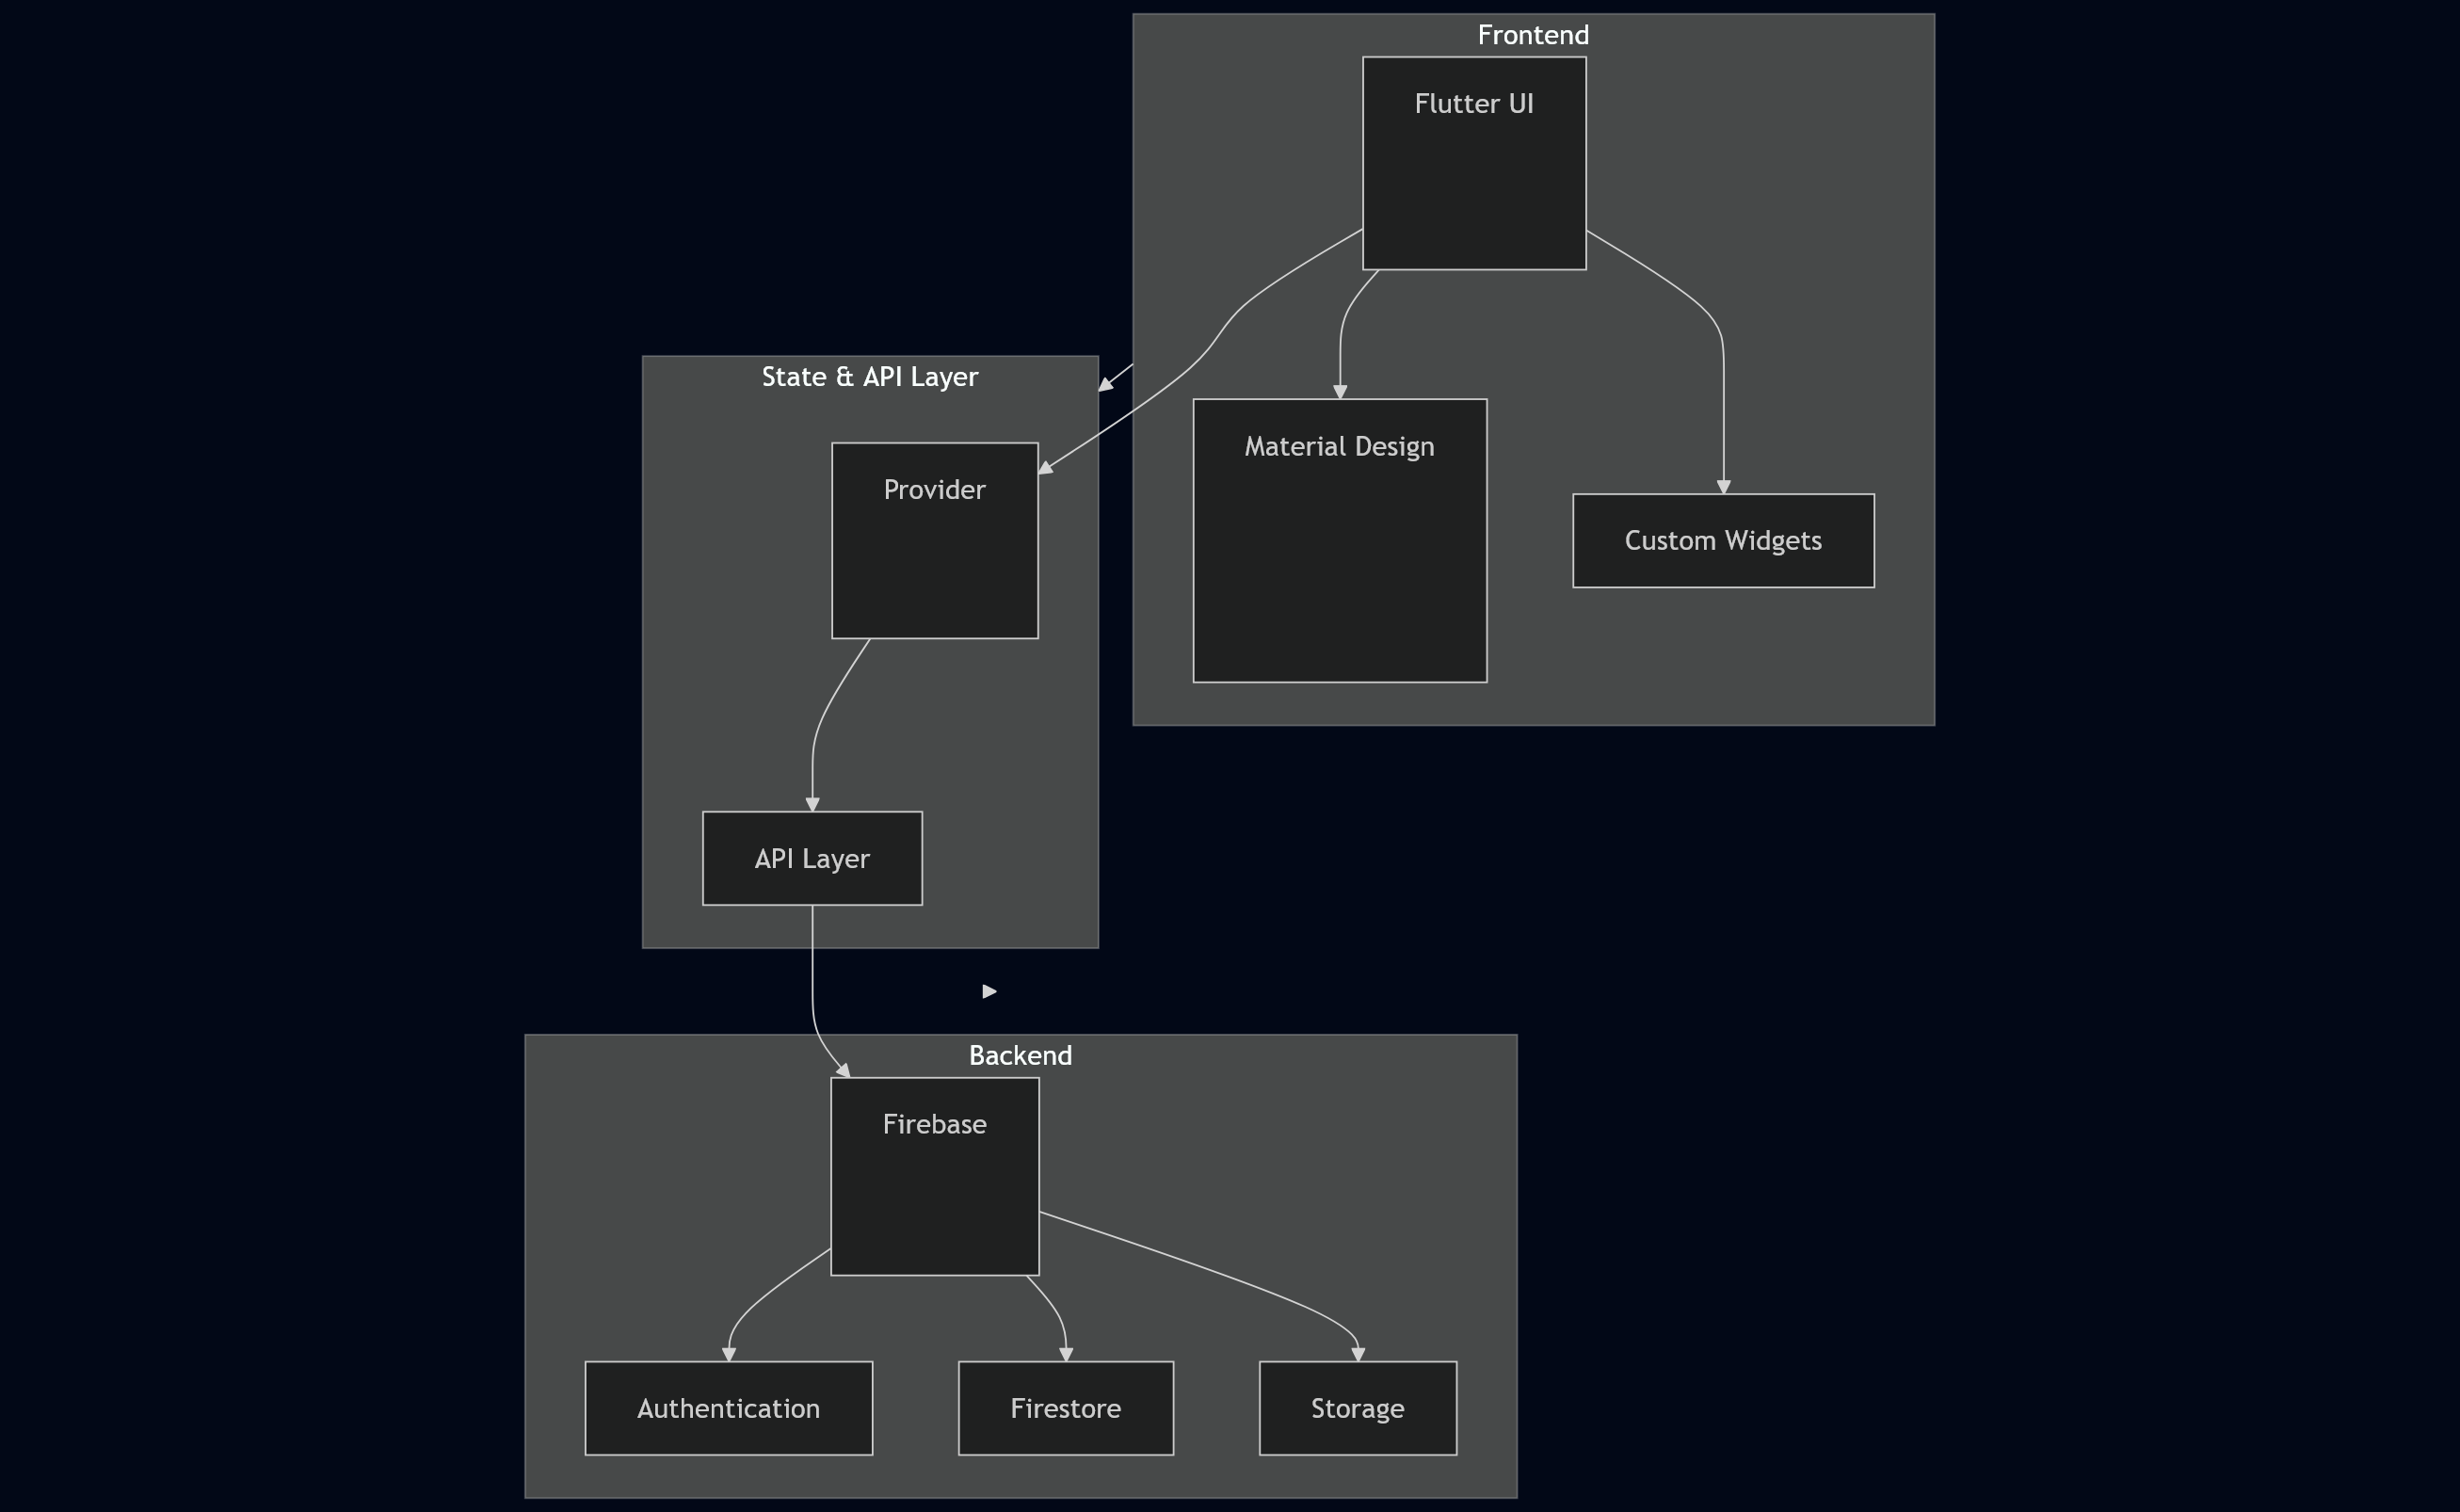 Frontend
Flutter UI
State & API Layer
Provider
Material Design
Custom Widgets
API Layer
Backend
Firebase
Authentication
Firestore
Storage